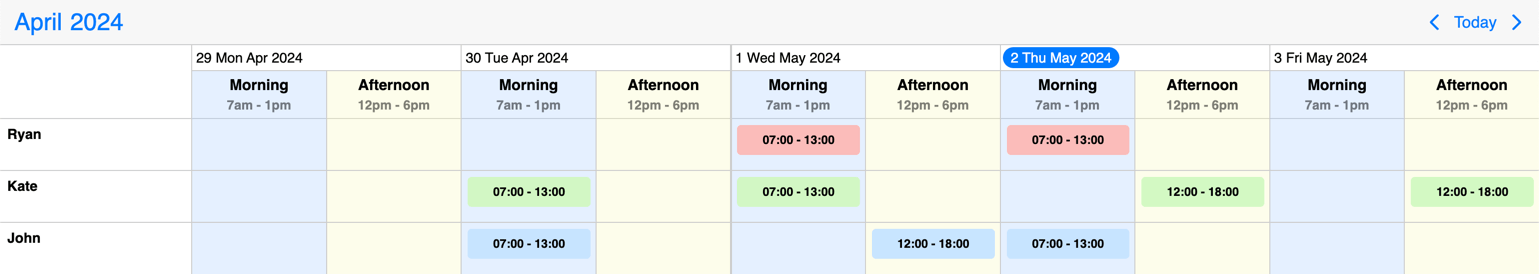 April 2024 Today
29 Mon Apr 2024 30 Tue Apr 2024 1 Wed May 2024 2 Thu May 2024 3 Fri May 2024
Morning Afternoon Morning Afternoon Morning Afternoon Morning Afternoon Morning Afternoon
7am - 1pm 12pm - 6pm 7am - 1pm 12pm - 6pm 7am - 1pm 12pm - 6pm 7am - 1pm 12pm - 6pm 7am - 1pm 12pm - 6pm
Ryan 07:00 - 13:00 07:00 - 13:00
Kate 07:00 - 13:00 07:00 - 13:00 12:00 - 18:00 12:00 - 18:00
John 07:00 - 13:00 12:00 - 18:00 07:00 - 13:00